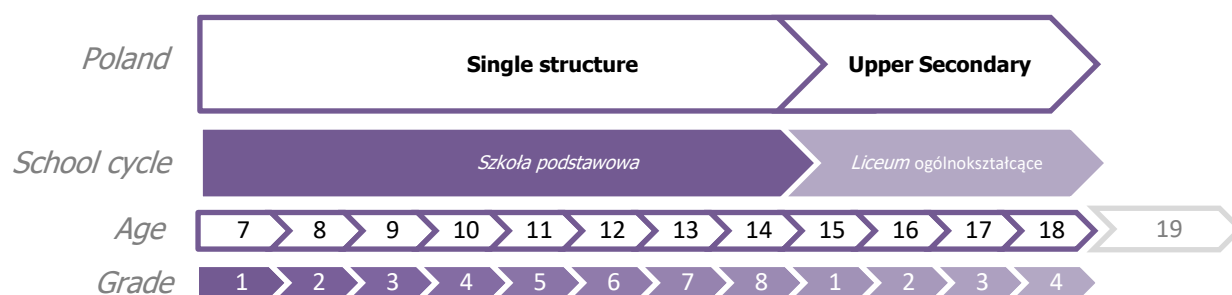 Poland Single structure Upper Secondary
School cycle Szkoła podstawowa Liceum ogólnokształcące
Age 7 8 9 10 11 12 13 14 15 16 17 18 19
Grade 1 2 3 4 5 6 7 8 1 2 3 4